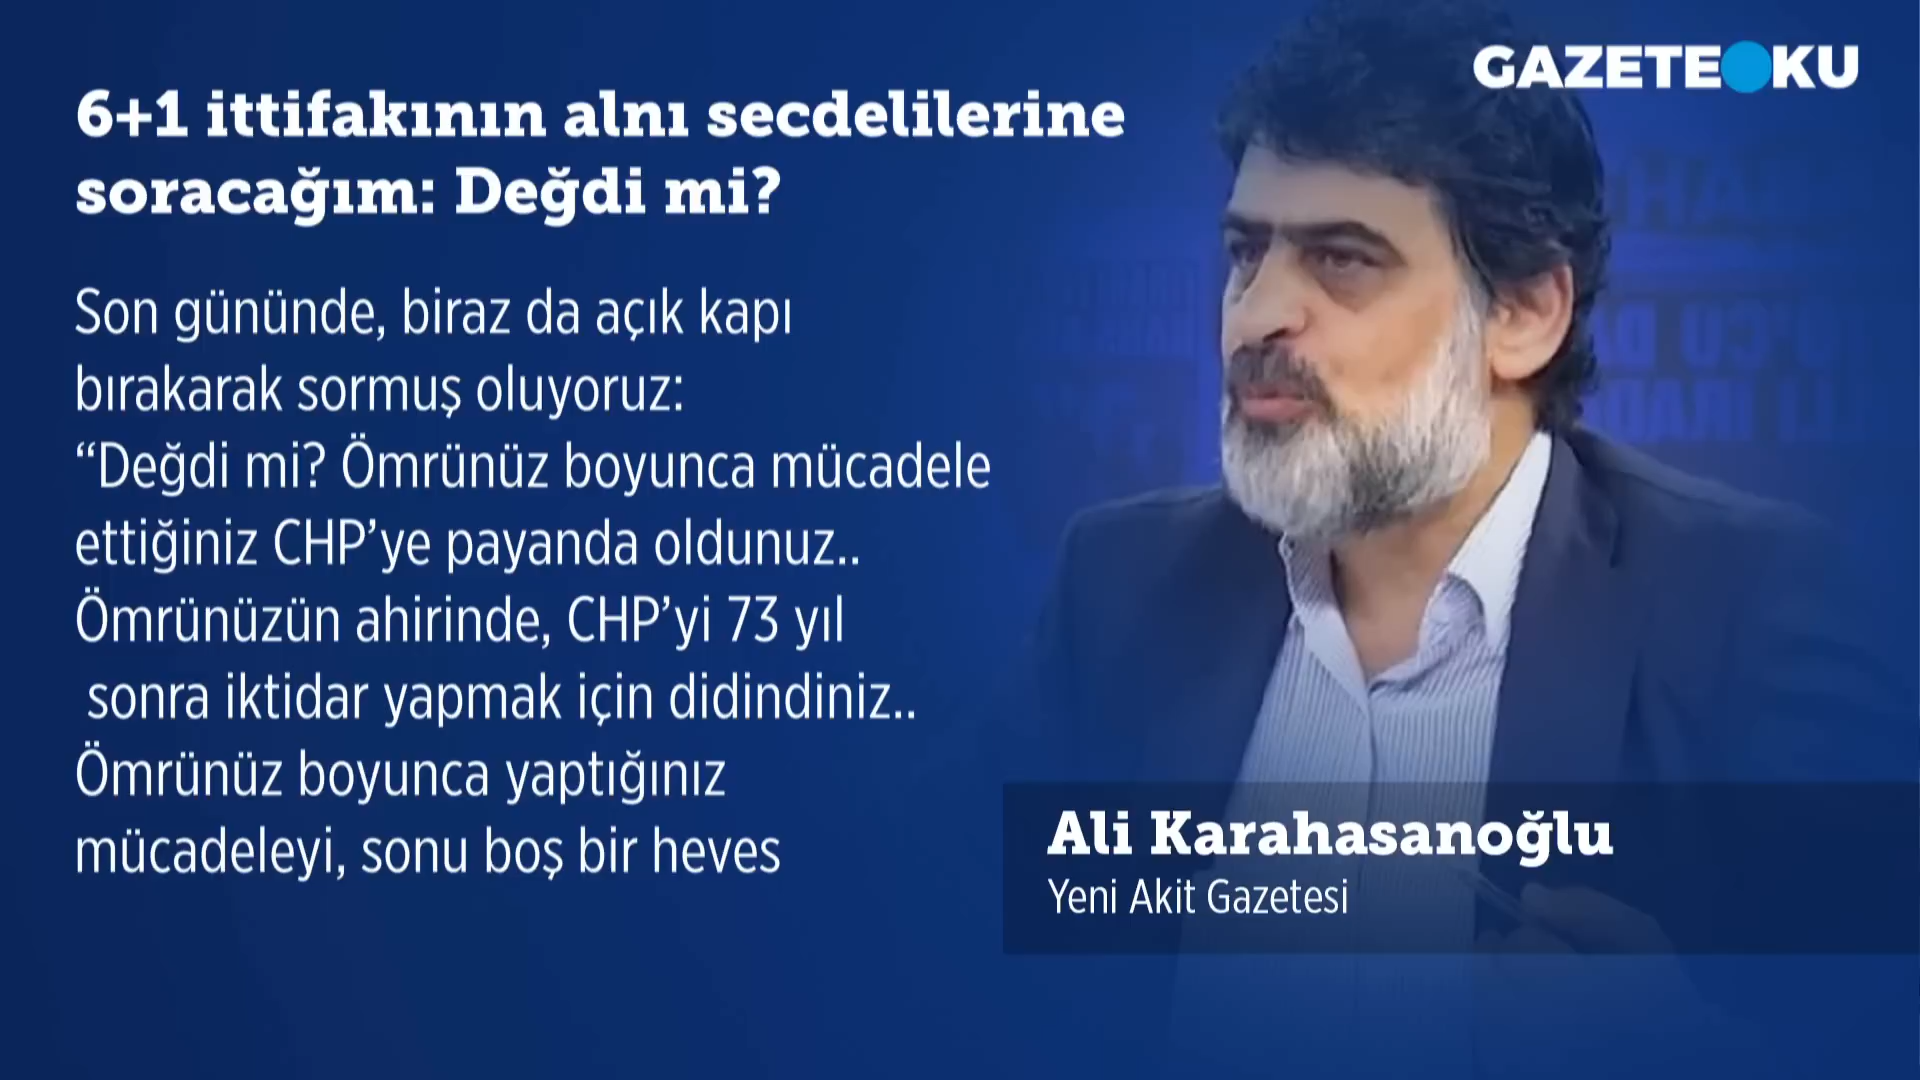 GAZETEOKU
6+1 ittifakının alnı secdelilerine
soracağım: Değdi mi?
Son gününde, biraz da açık kapı
bırakarak sormuş oluyoruz:
“Değdi mi? Ömrünüz boyunca mücadele
ettiğiniz CHP’ye payanda oldunuz..
Ömrünüzün ahirinde, CHP’yi 73 yıl
sonra iktidar yapmak için didindiniz..
Ömrünüz boyunca yaptığınız
mücadeleyi, sonu boş bir heves
Ali Karahasanoğlu
Yeni Akit Gazetesi